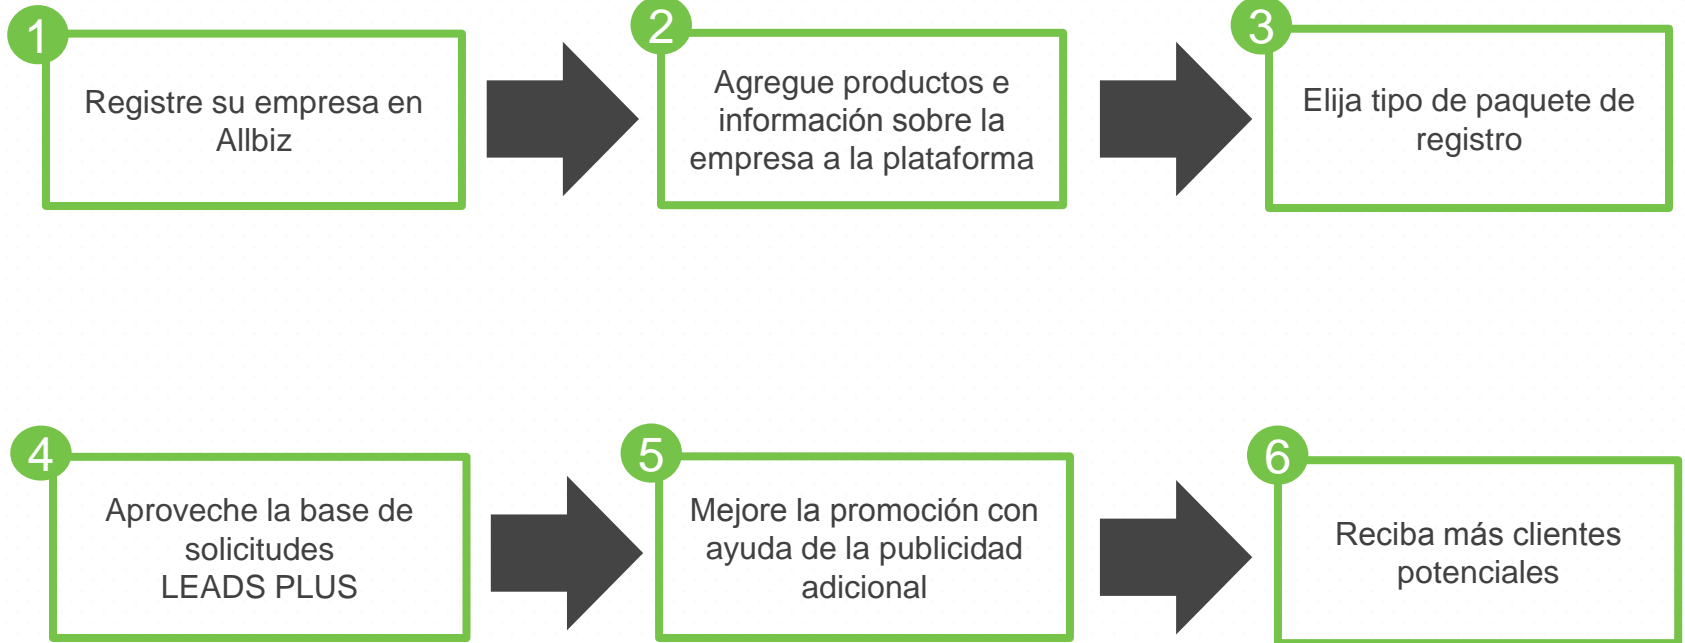 1
Registre su empresa en
Allbiz
2
Agregue productos e
información sobre la
empresa a la plataforma
3
Elija tipo de paquete de
registro
4
Aproveche la base de
solicitudes
LEADS PLUS
5
Mejore la promoción con
ayuda de la publicidad
adicional
6
Reciba más clientes
potenciales